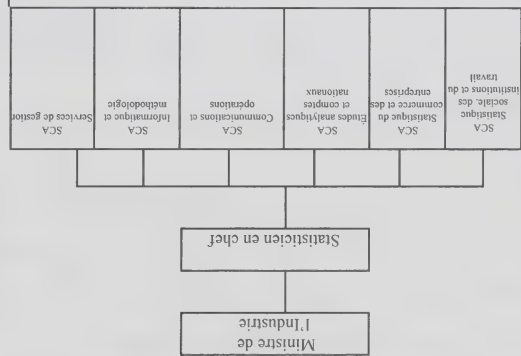 Ministre de
l'Industrie
Statisticien en chef
SCA
Statistique
sociale, des
institutions et du
travail
SCA
Statistique du
commerce et des
entreprises
SCA
Études analytiques
et comptes
nationaux
SCA
Communications et
opérations
SCA
Informatique et
méthodologie
SCA
Services de gestion